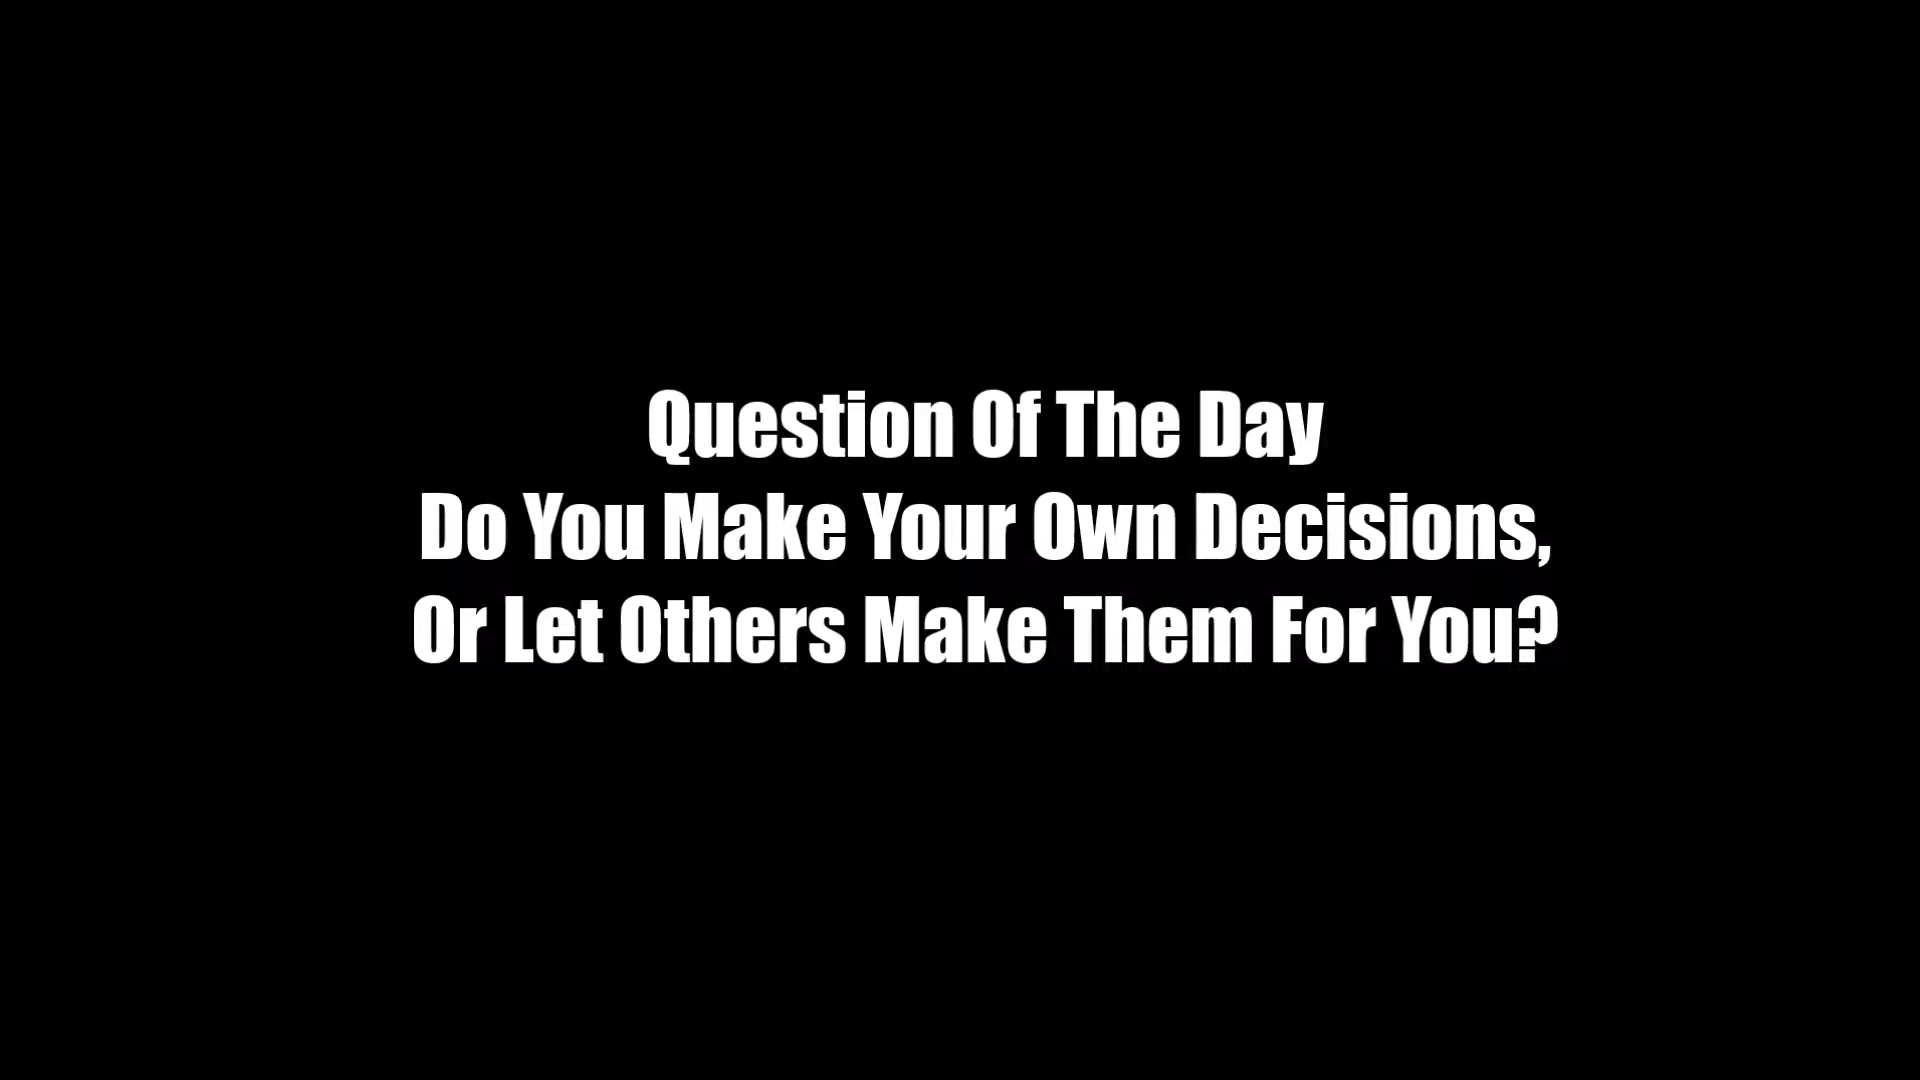 Question Of The Day
Do You Make Your Own Decisions,
Or Let Others Make Them For You?